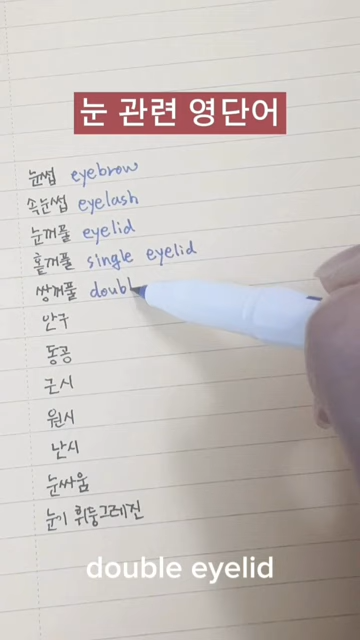 눈 관련 영단어
눈썹 eyebrow
속눈썹 eyelash
눈꺼풀 eyelid
홑꺼풀 single eyelid
쌍꺼풀 doubl
안구
동공
근시
원시
난시
눈싸움
눈이 휘둥그레진
double eyelid